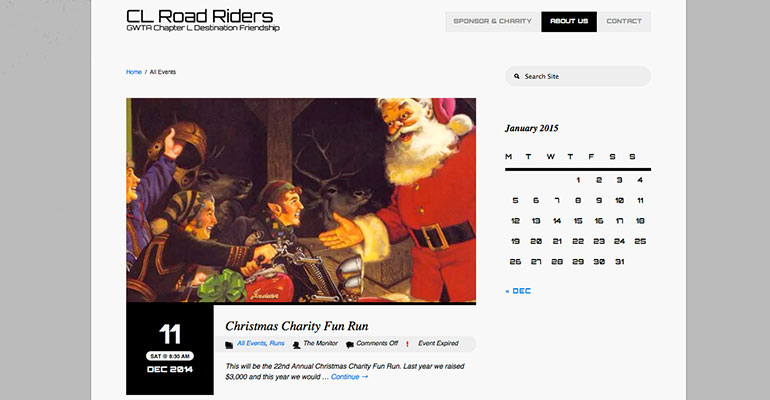 CL Road Riders
GWTA Chapter L Destination Friendship
SPONSOR & CHARITY ABOUT US CONTACT
Home / All Events
Search Site
January 2015
M T W T F S S
1 2 3 4
5 6 7 8 9 10 11
12 13 14 15 16 17 18
19 20 21 22 23 24 25
26 27 28 29 30 31
« DEC
Indian
11
SAT @ 8:30 AM
DEC 2014
Christmas Charity Fun Run
All Events, Runs The Monitor Comments Off ! Event Expired
This will be the 22nd Annual Christmas Charity Fun Run. Last year we raised
$3,000 and this year we would … Continue →